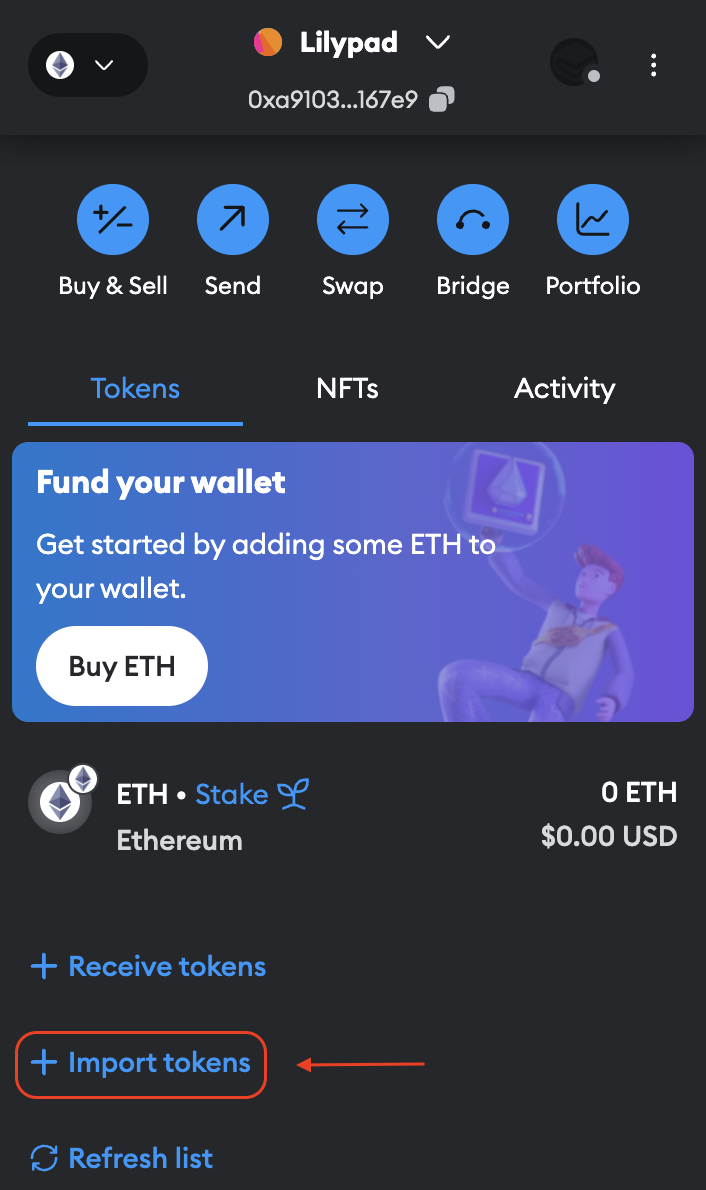 Lilypad
0xa9103...167e9
Buy & Sell
Send
Swap
Bridge
Portfolio
Tokens
NFTs
Activity
Fund your wallet
Get started by adding some ETH to
your wallet.
Buy ETH
ETH • Stake
0 ETH
Ethereum
$0.00 USD
+ Receive tokens
+ Import tokens
Refresh list